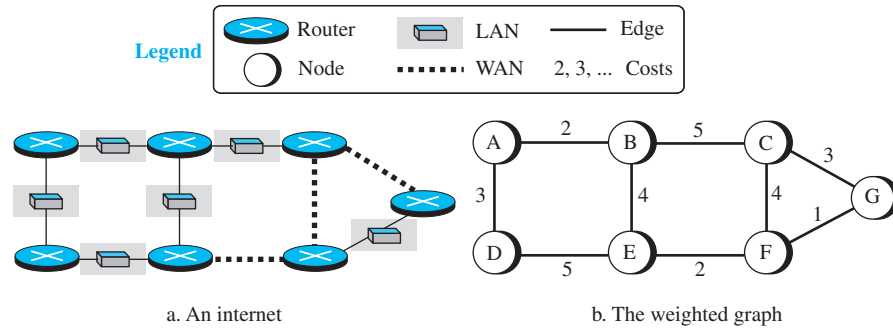 Legend
Router
LAN
Edge
Node
WAN
2, 3, ... Costs
A 2 B 5 C
3
3 4 4 G
1
D E F
5 2
a. An internet
b. The weighted graph